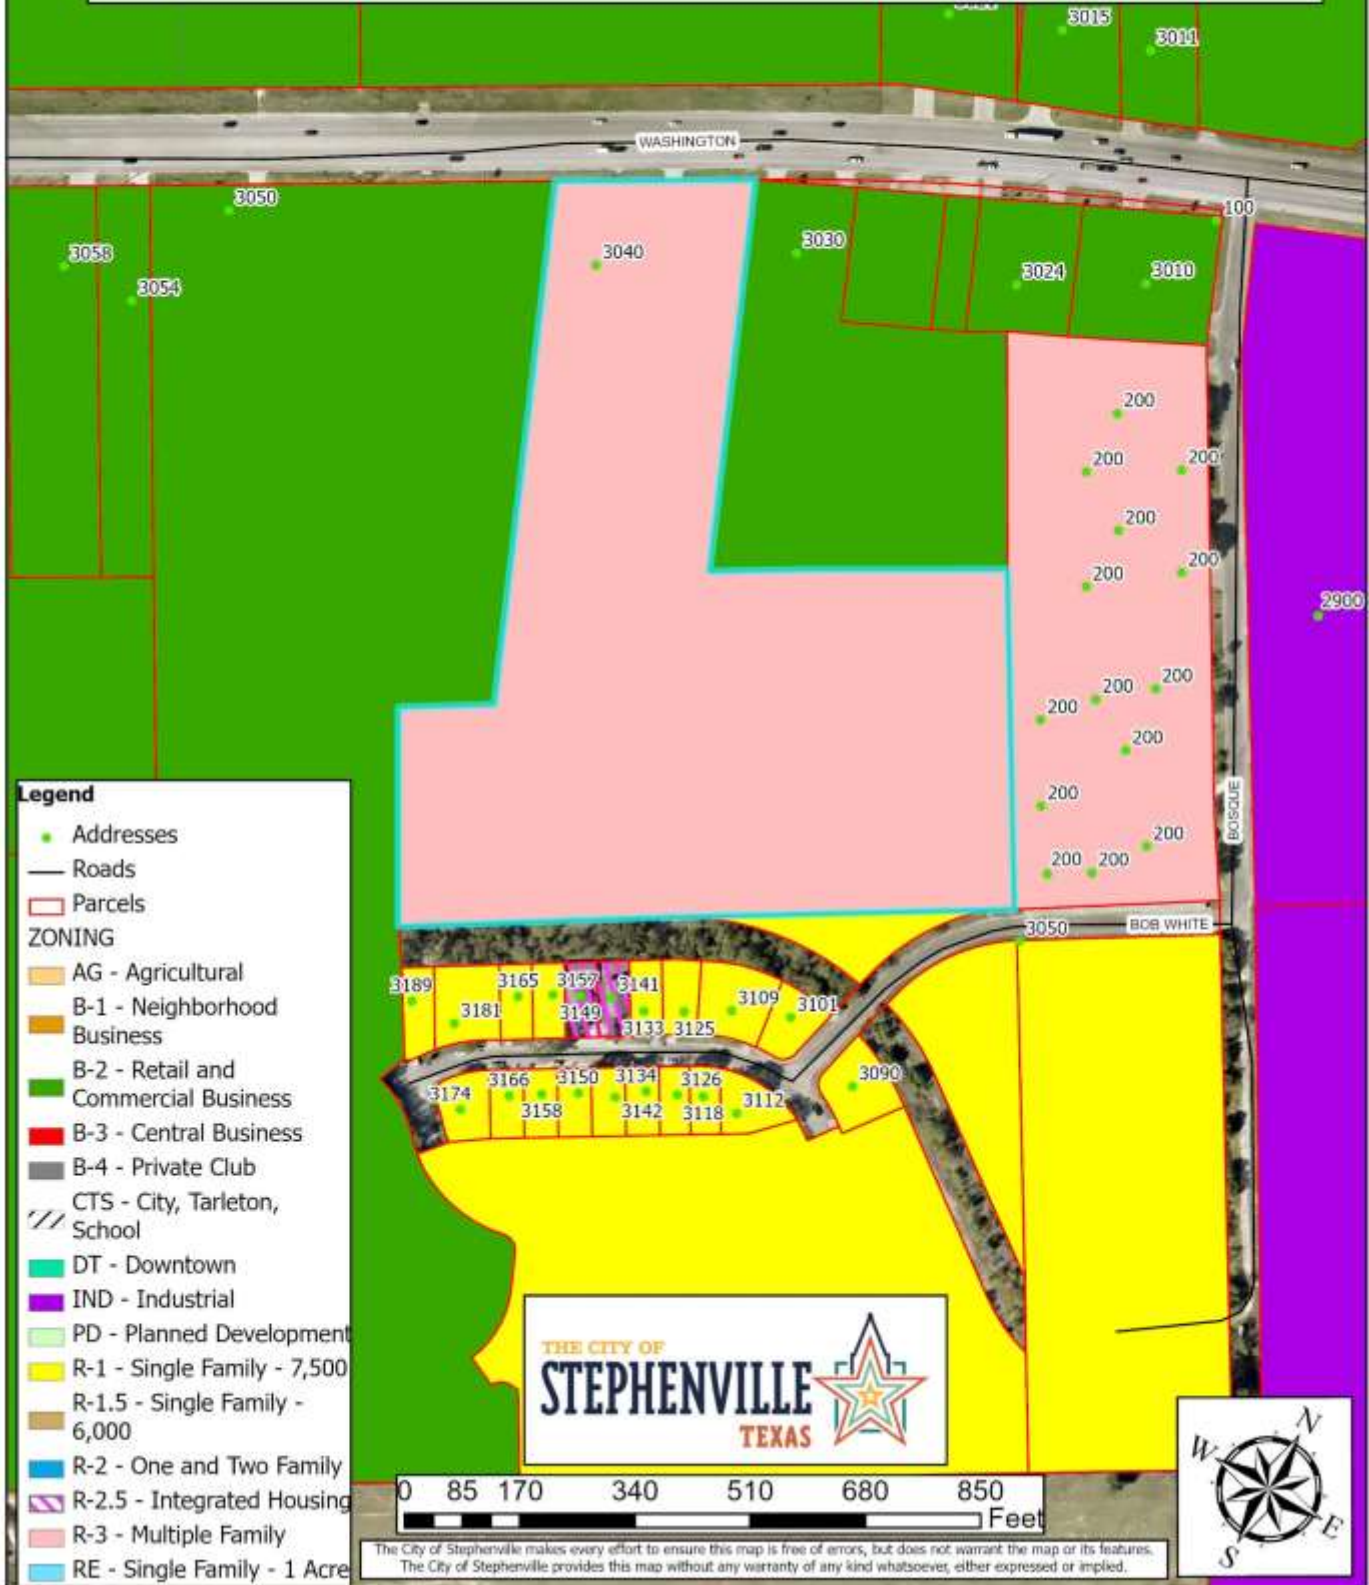 3015
3011
WASHINGTON
3050
100
3058
3040
3030
3054
3024
3010
200
200
200
200
200
200
2900
200
200
200
200
200
200
200
200
BOSQUE
3050
BOB WHITE
3189
3165
3157
3141
3109
3101
3181
3149
3133
3125
3174
3166
3150
3134
3126
3090
3158
3142
3118
3112
Legend
Addresses
Roads
Parcels
ZONING
AG - Agricultural
B-1 - Neighborhood
Business
B-2 - Retail and
Commercial Business
B-3 - Central Business
B-4 - Private Club
CTS - City, Tarleton,
School
DT - Downtown
IND - Industrial
PD - Planned Development
R-1 - Single Family - 7,500
R-1.5 - Single Family -
6,000
R-2 - One and Two Family
R-2.5 - Integrated Housing
R-3 - Multiple Family
RE - Single Family - 1 Acre
THE CITY OF
STEPHENVILLE
TEXAS
N
W
E
S
0 85 170 340 510 680 850
Feet
The City of Stephenville makes every effort to ensure this map is free of errors, but does not warrant the map or its features.
The City of Stephenville provides this map without any warranty of any kind whatsoever, either expressed or implied.